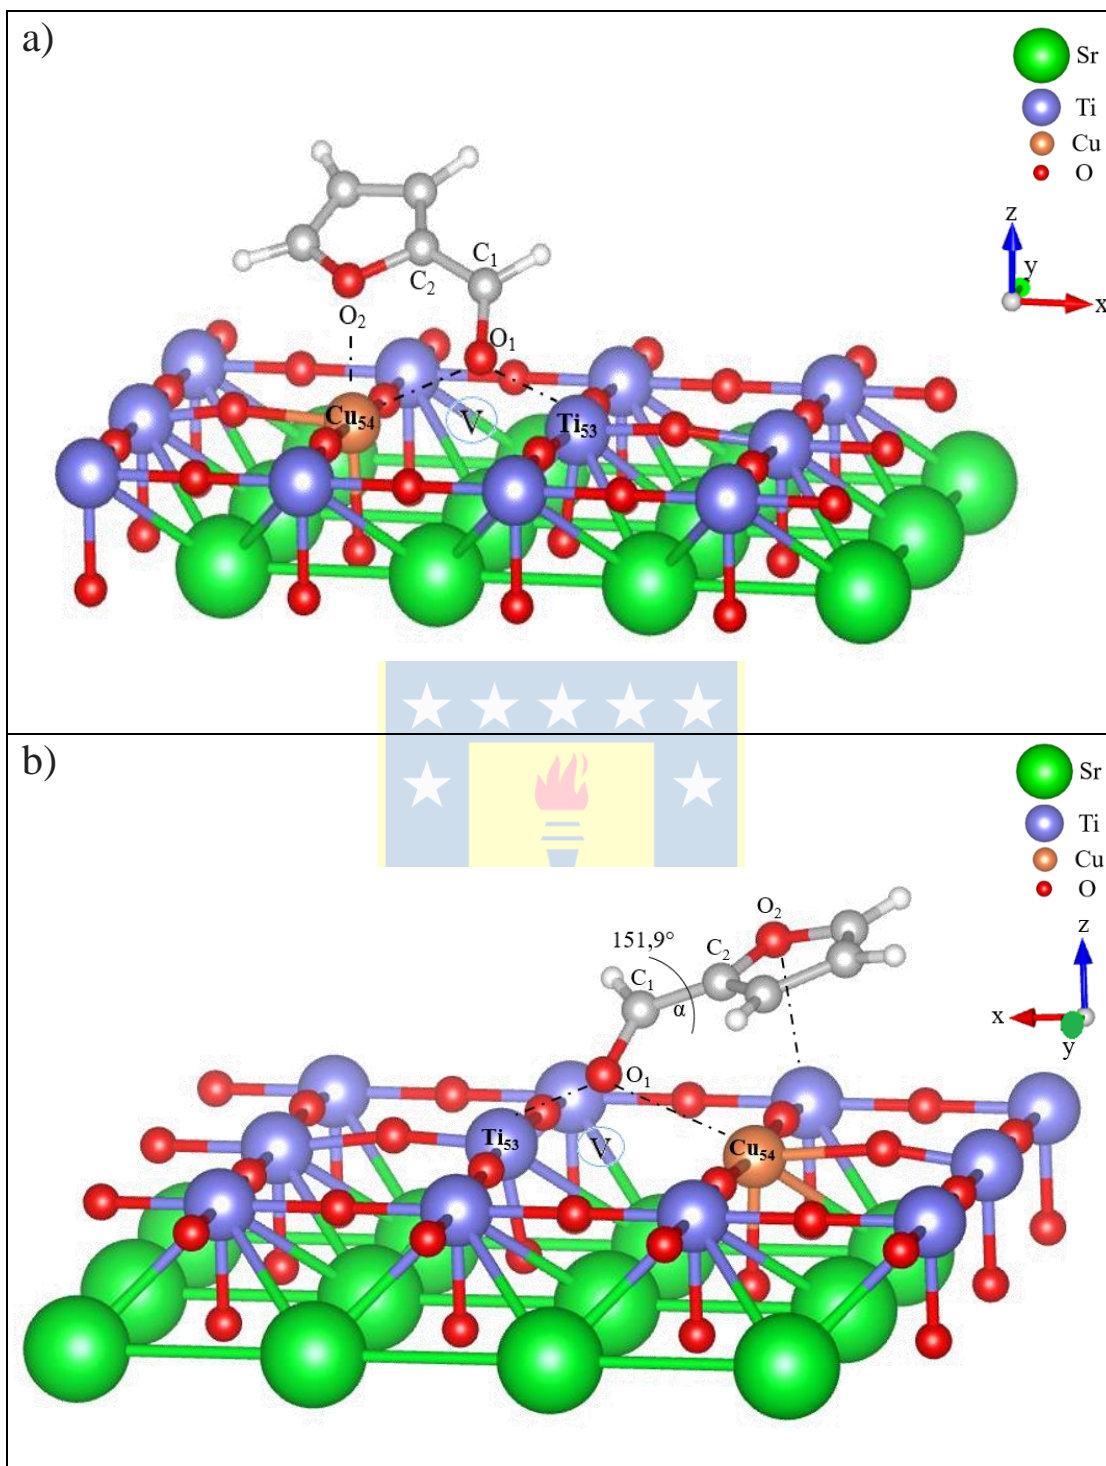 a)
Sr
Ti
Cu
O
z
y
x
C₁
C₂
O₂
O₁
Cu₅₄
V
Ti₅₃
b)
Sr
Ti
Cu
O
z
x
y
O₂
151,9°
C₂
C₁
α
O₁
Ti₅₃
V
Cu₅₄